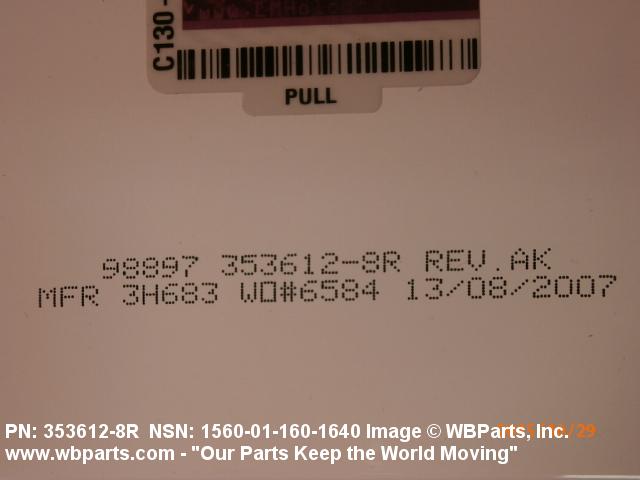 C130-
PULL
98897 353612-8R REV.AK
MFR 3H683 WO#6584 13/08/2007
PN: 353612-8R NSN: 1560-01-160-1640 Image © WBParts, Inc.
www.wbparts.com - "Our Parts Keep the World Moving"